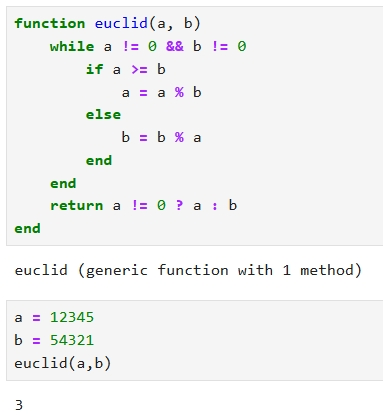 function euclid(a, b)
    while a != 0 && b != 0
        if a >= b
            a = a % b
        else
            b = b % a
        end
    end
    return a != 0 ? a : b
end
euclid (generic function with 1 method)
a = 12345
b = 54321
euclid(a,b)
3